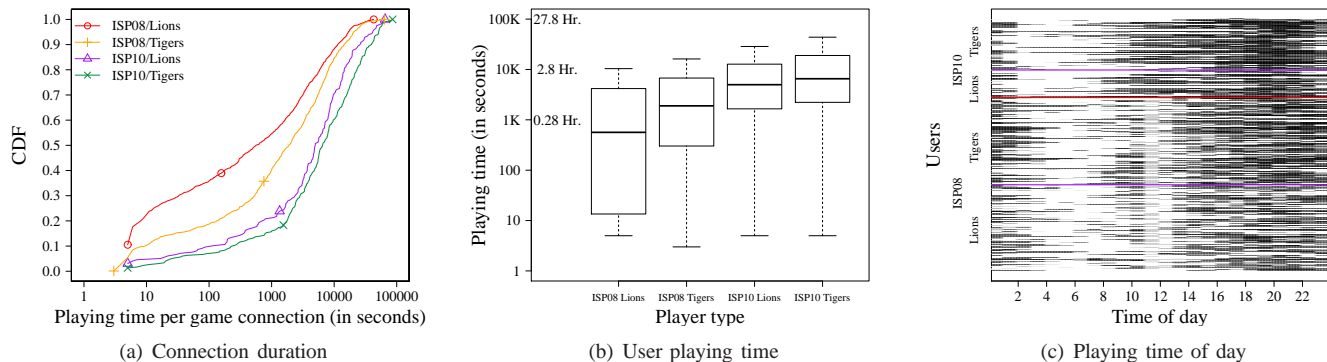 ISP08/Lions
ISP08/Tigers
ISP10/Lions
ISP10/Tigers
CDF
1.0
0.9
0.8
0.7
0.6
0.5
0.4
0.3
0.2
0.1
0.0
1 10 100 1000 10000 100000
Playing time per game connection (in seconds)
(a) Connection duration
Playing time (in seconds)
100K
10K
1K
100
10
1
27.8 Hr.
2.8 Hr.
0.28 Hr.
ISP08 Lions ISP08 Tigers ISP10 Lions ISP10 Tigers
Player type
(b) User playing time
Users
ISP10
ISP08
Tigers
Lions
Tigers
Lions
2 4 6 8 10 12 14 16 18 20 22
Time of day
(c) Playing time of day